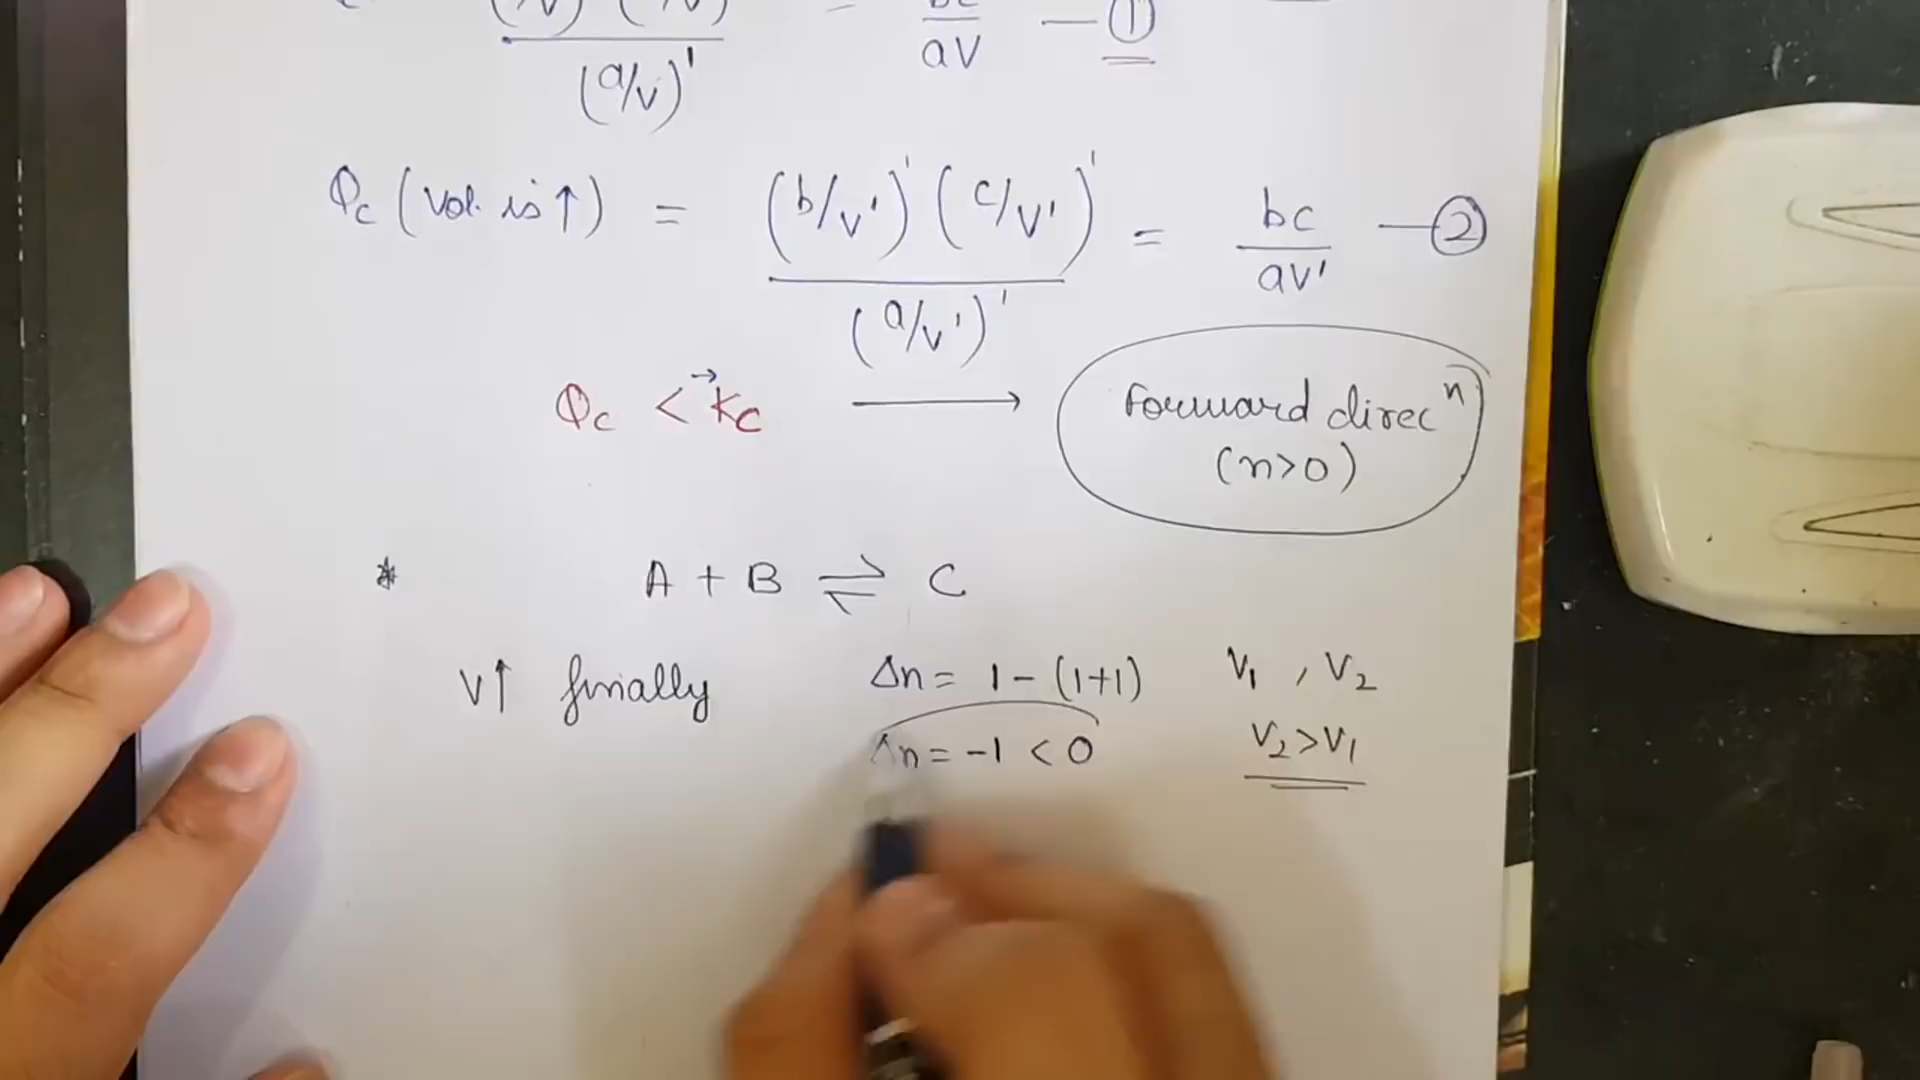 = bc/aV — ①
(a/v)'
Qc (Vol. is ↑) = (b/v')' (c/v')' / (a/v')' = bc/av' — ②
Qc < Kc ⟶ Forward direcⁿ
(n>0)
* A + B ⇌ C
V↑ finally Δn = 1 - (1+1) V₁ , V₂
Δn = -1 < 0 V₂>V₁